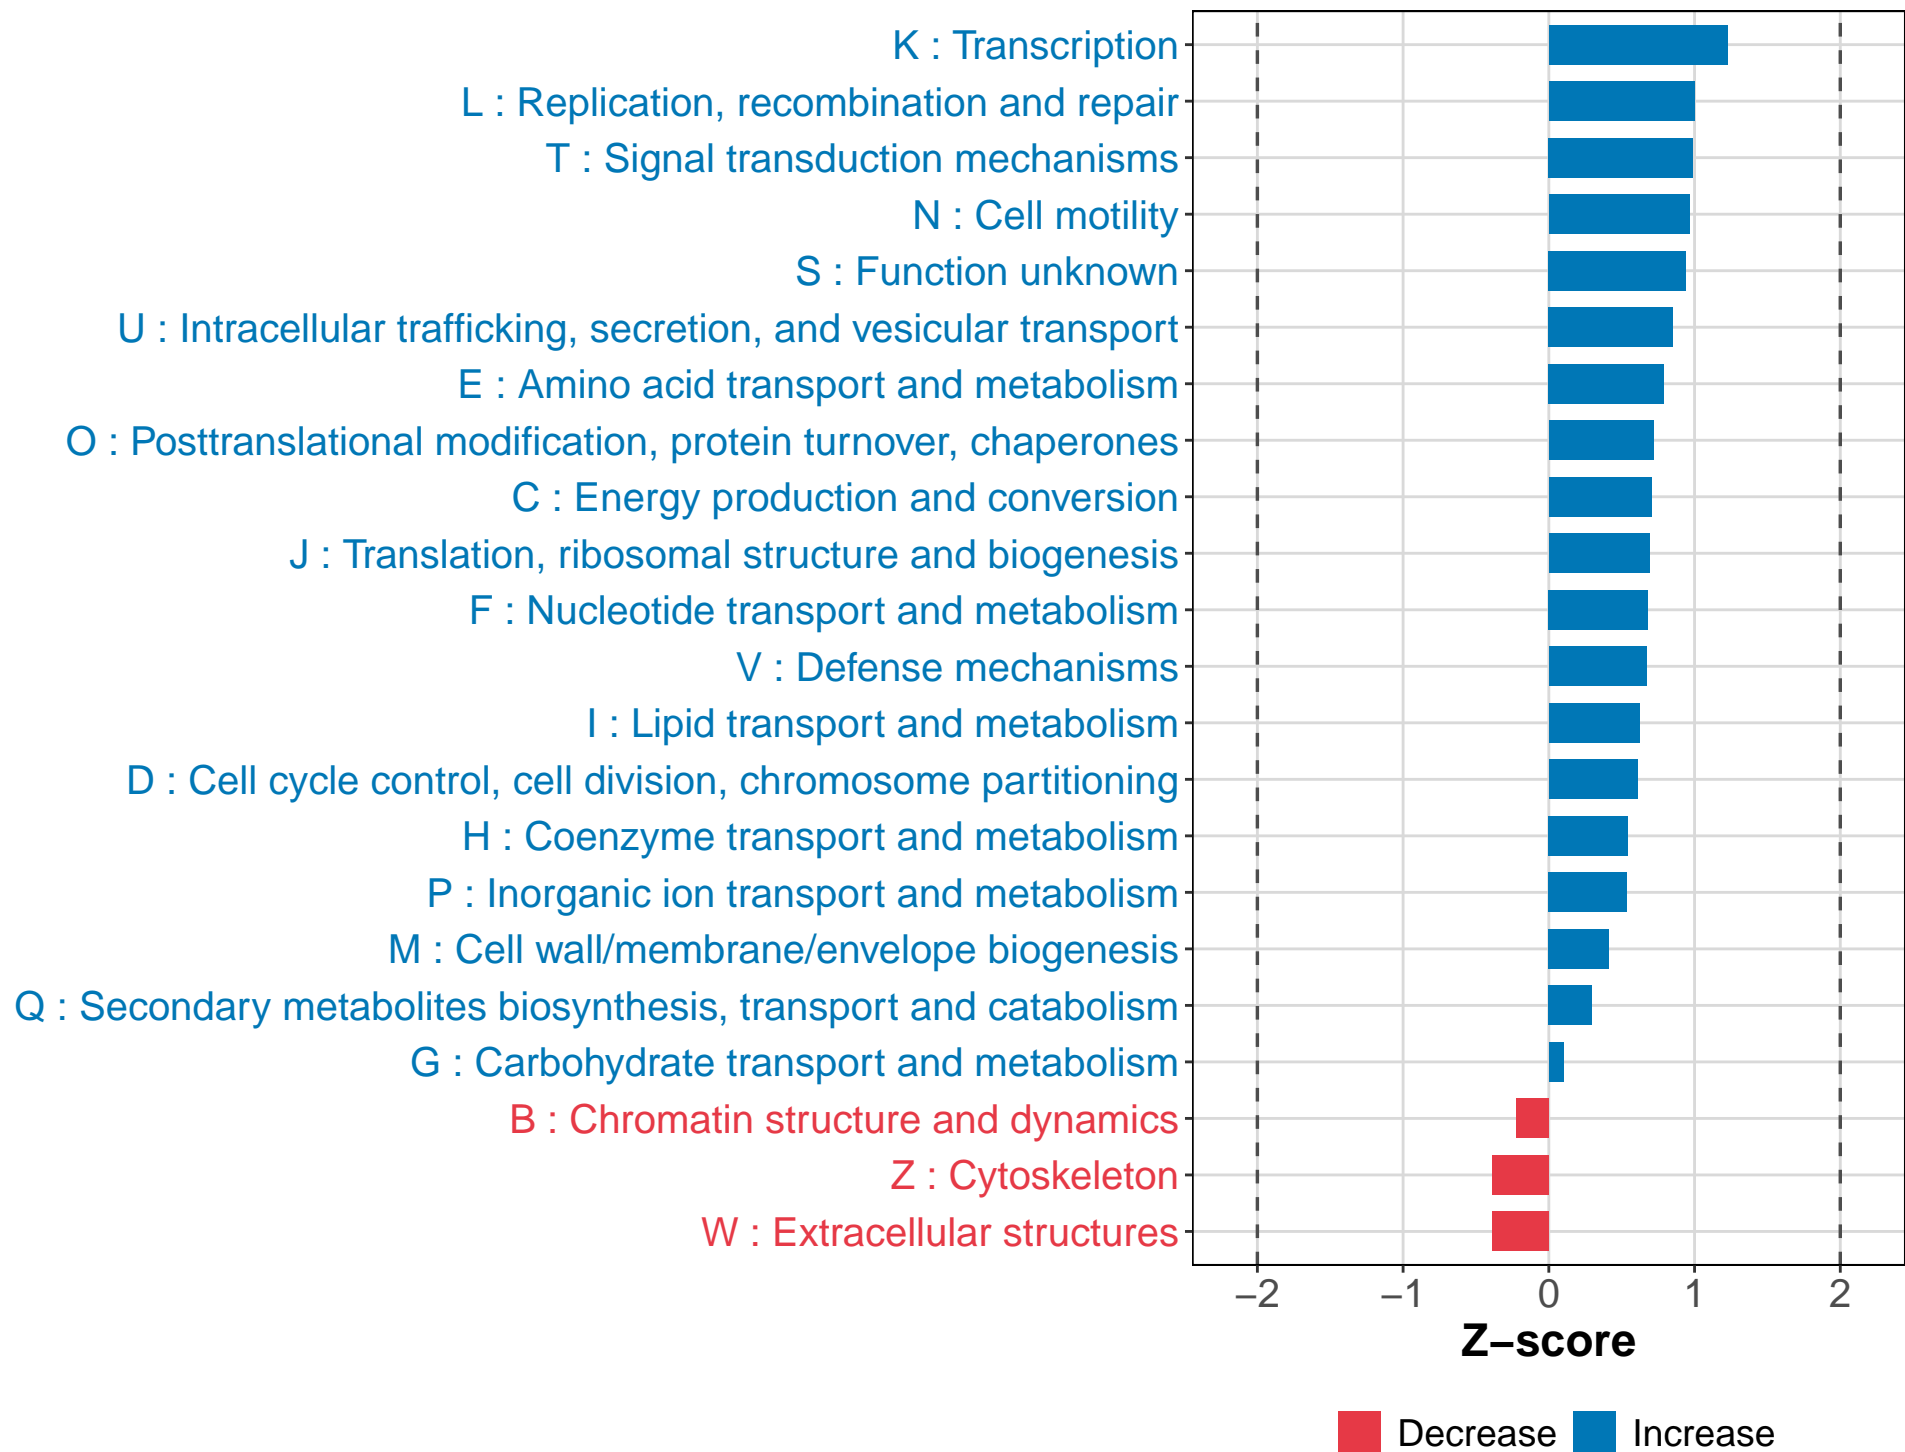 K : Transcription
L : Replication, recombination and repair
T : Signal transduction mechanisms
N : Cell motility
S : Function unknown
U : Intracellular trafficking, secretion, and vesicular transport
E : Amino acid transport and metabolism
O : Posttranslational modification, protein turnover, chaperones
C : Energy production and conversion
J : Translation, ribosomal structure and biogenesis
F : Nucleotide transport and metabolism
V : Defense mechanisms
I : Lipid transport and metabolism
D : Cell cycle control, cell division, chromosome partitioning
H : Coenzyme transport and metabolism
P : Inorganic ion transport and metabolism
M : Cell wall/membrane/envelope biogenesis
Q : Secondary metabolites biosynthesis, transport and catabolism
G : Carbohydrate transport and metabolism
B : Chromatin structure and dynamics
Z : Cytoskeleton
W : Extracellular structures
−2 −1 0 1 2
Z−score
Decrease Increase